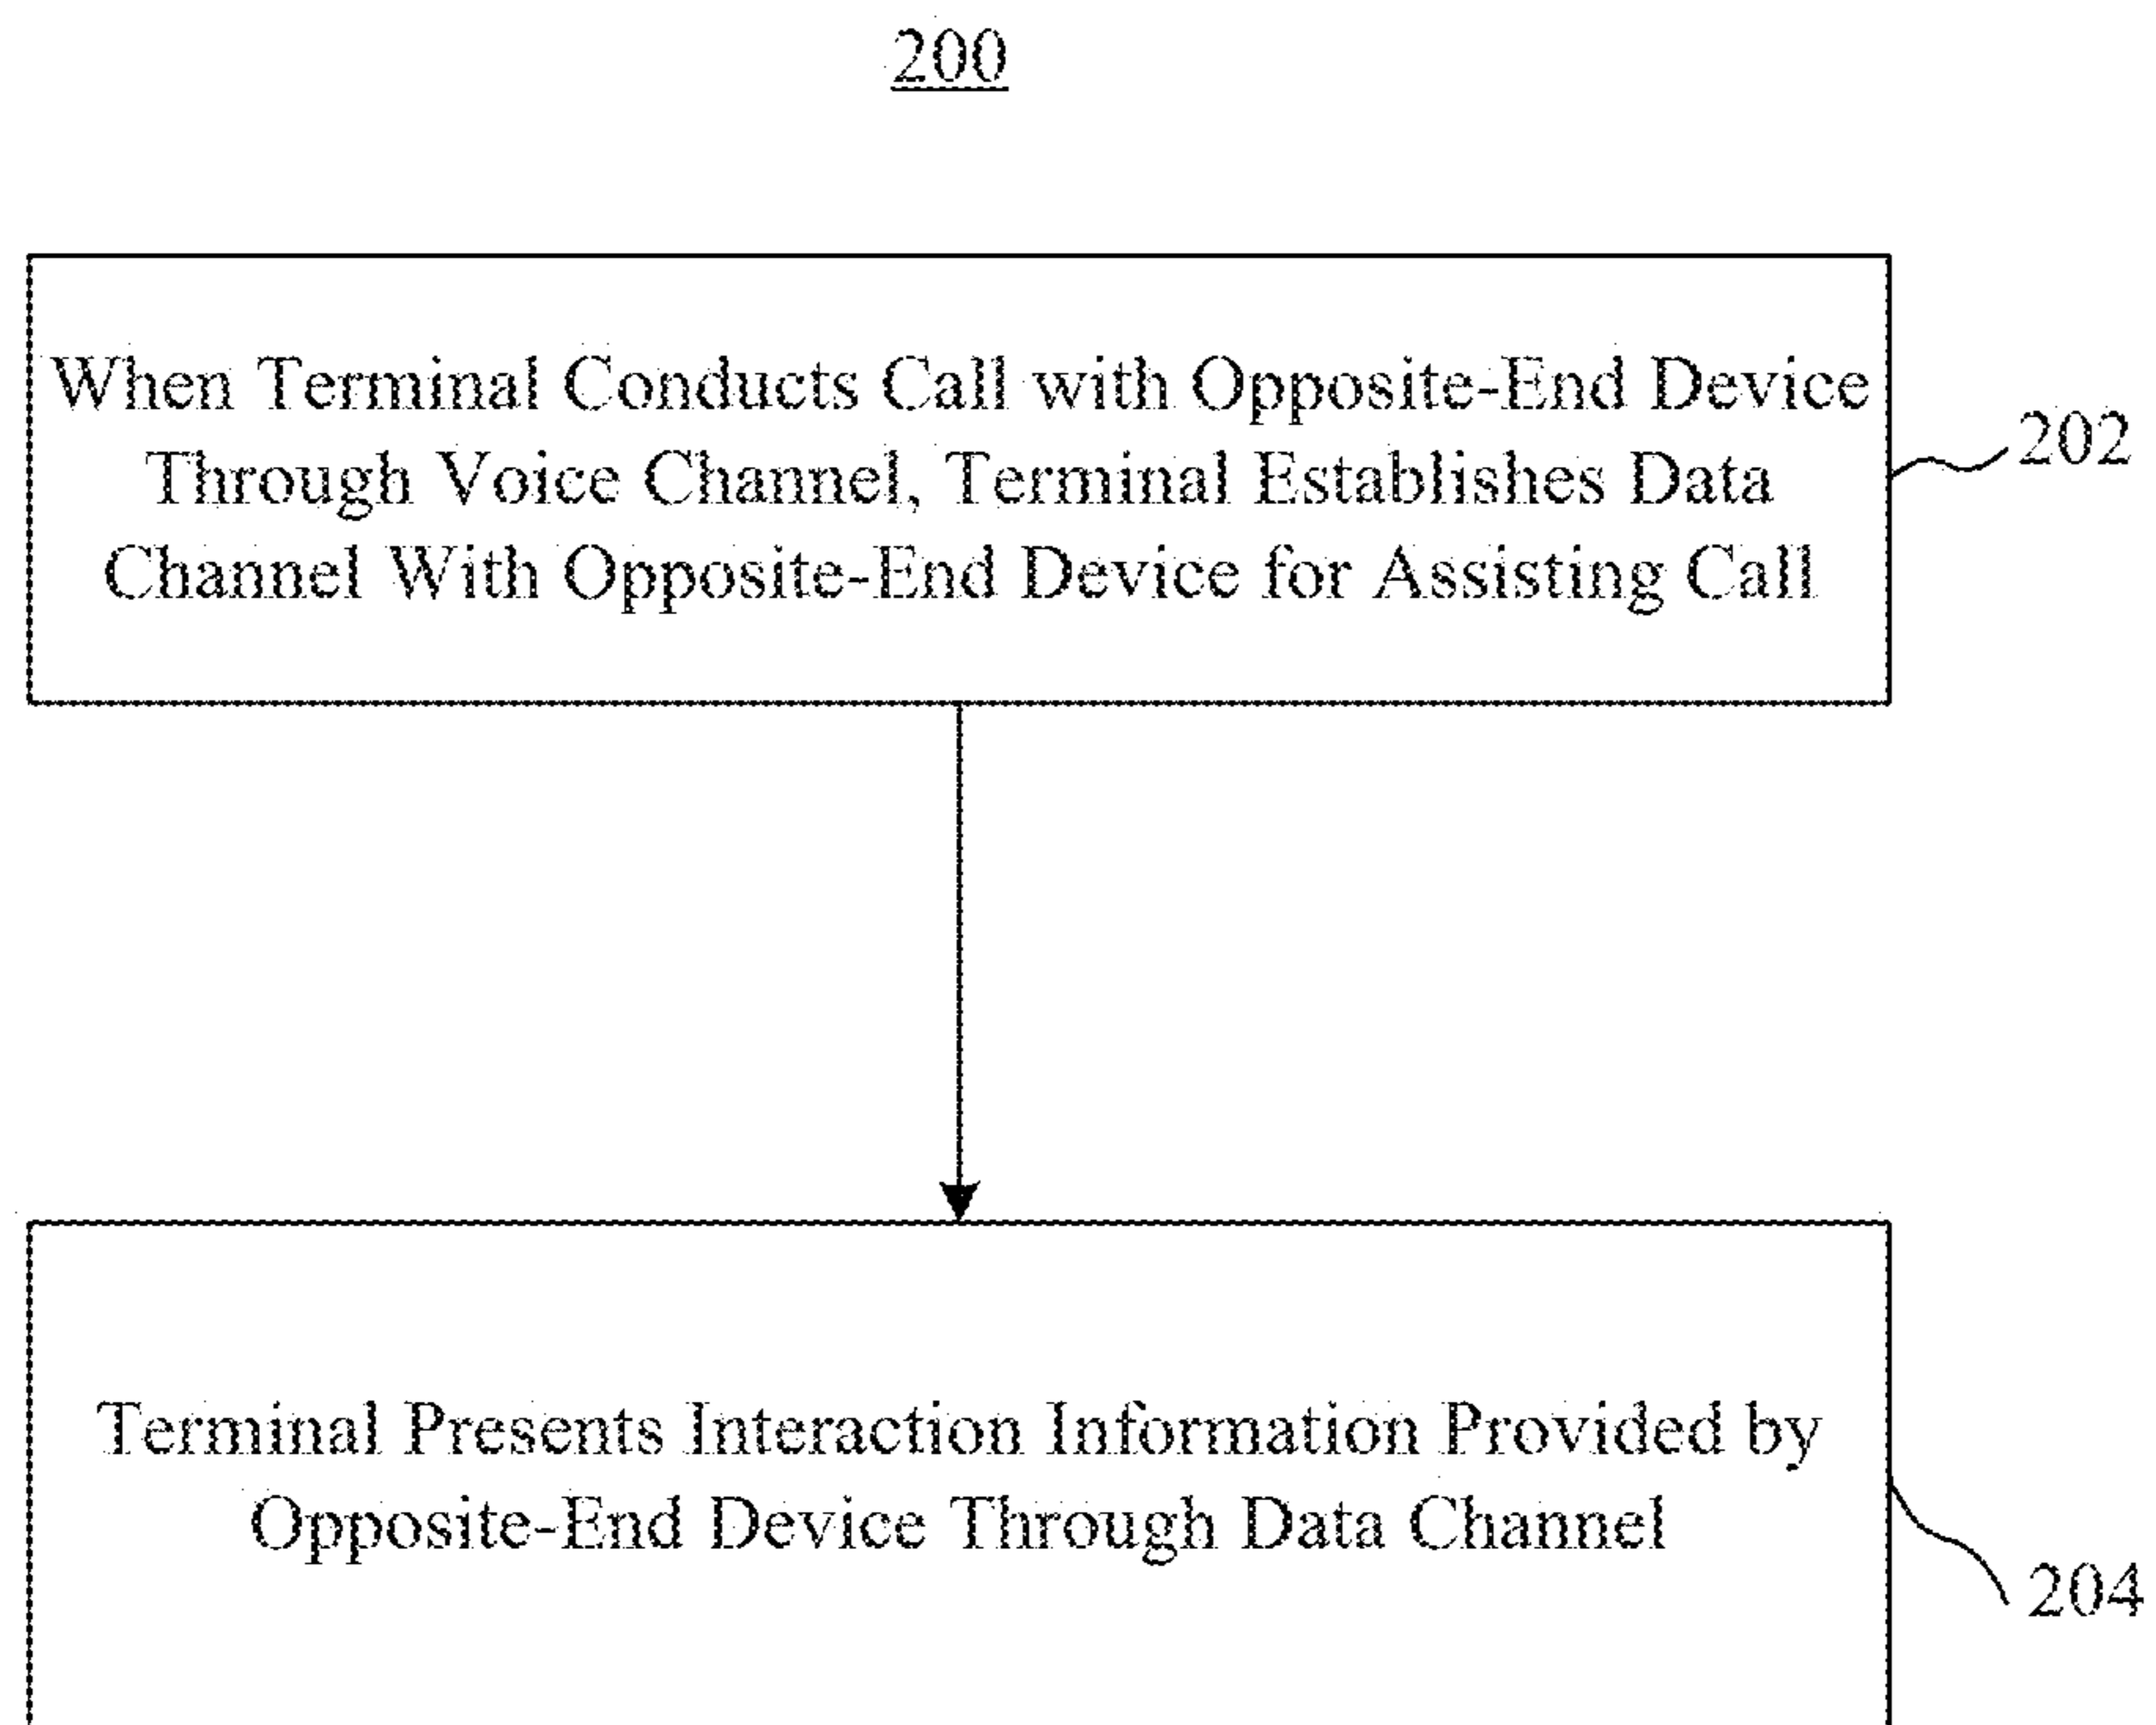 200
When Terminal Conducts Call with Opposite-End Device
Through Voice Channel, Terminal Establishes Data
Channel With Opposite-End Device for Assisting Call
202
Terminal Presents Interaction Information Provided by
Opposite-End Device Through Data Channel
204